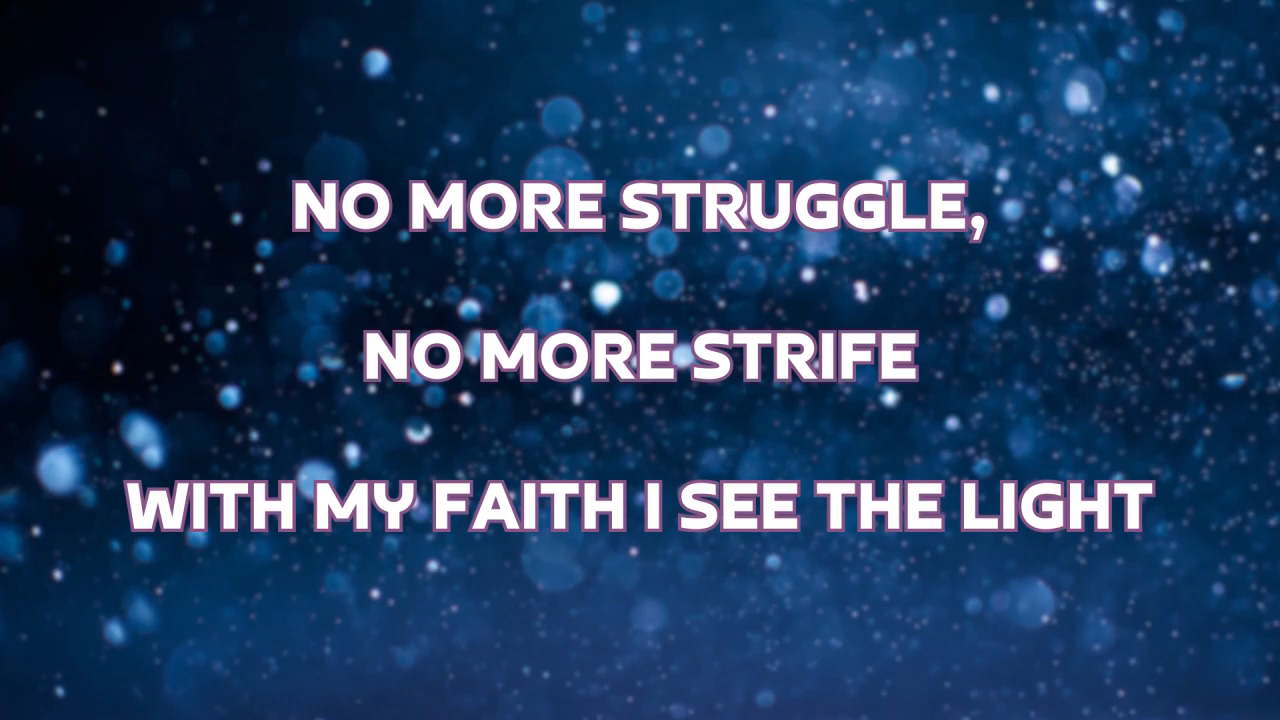 NO MORE STRUGGLE,
NO MORE STRIFE
WITH MY FAITH I SEE THE LIGHT